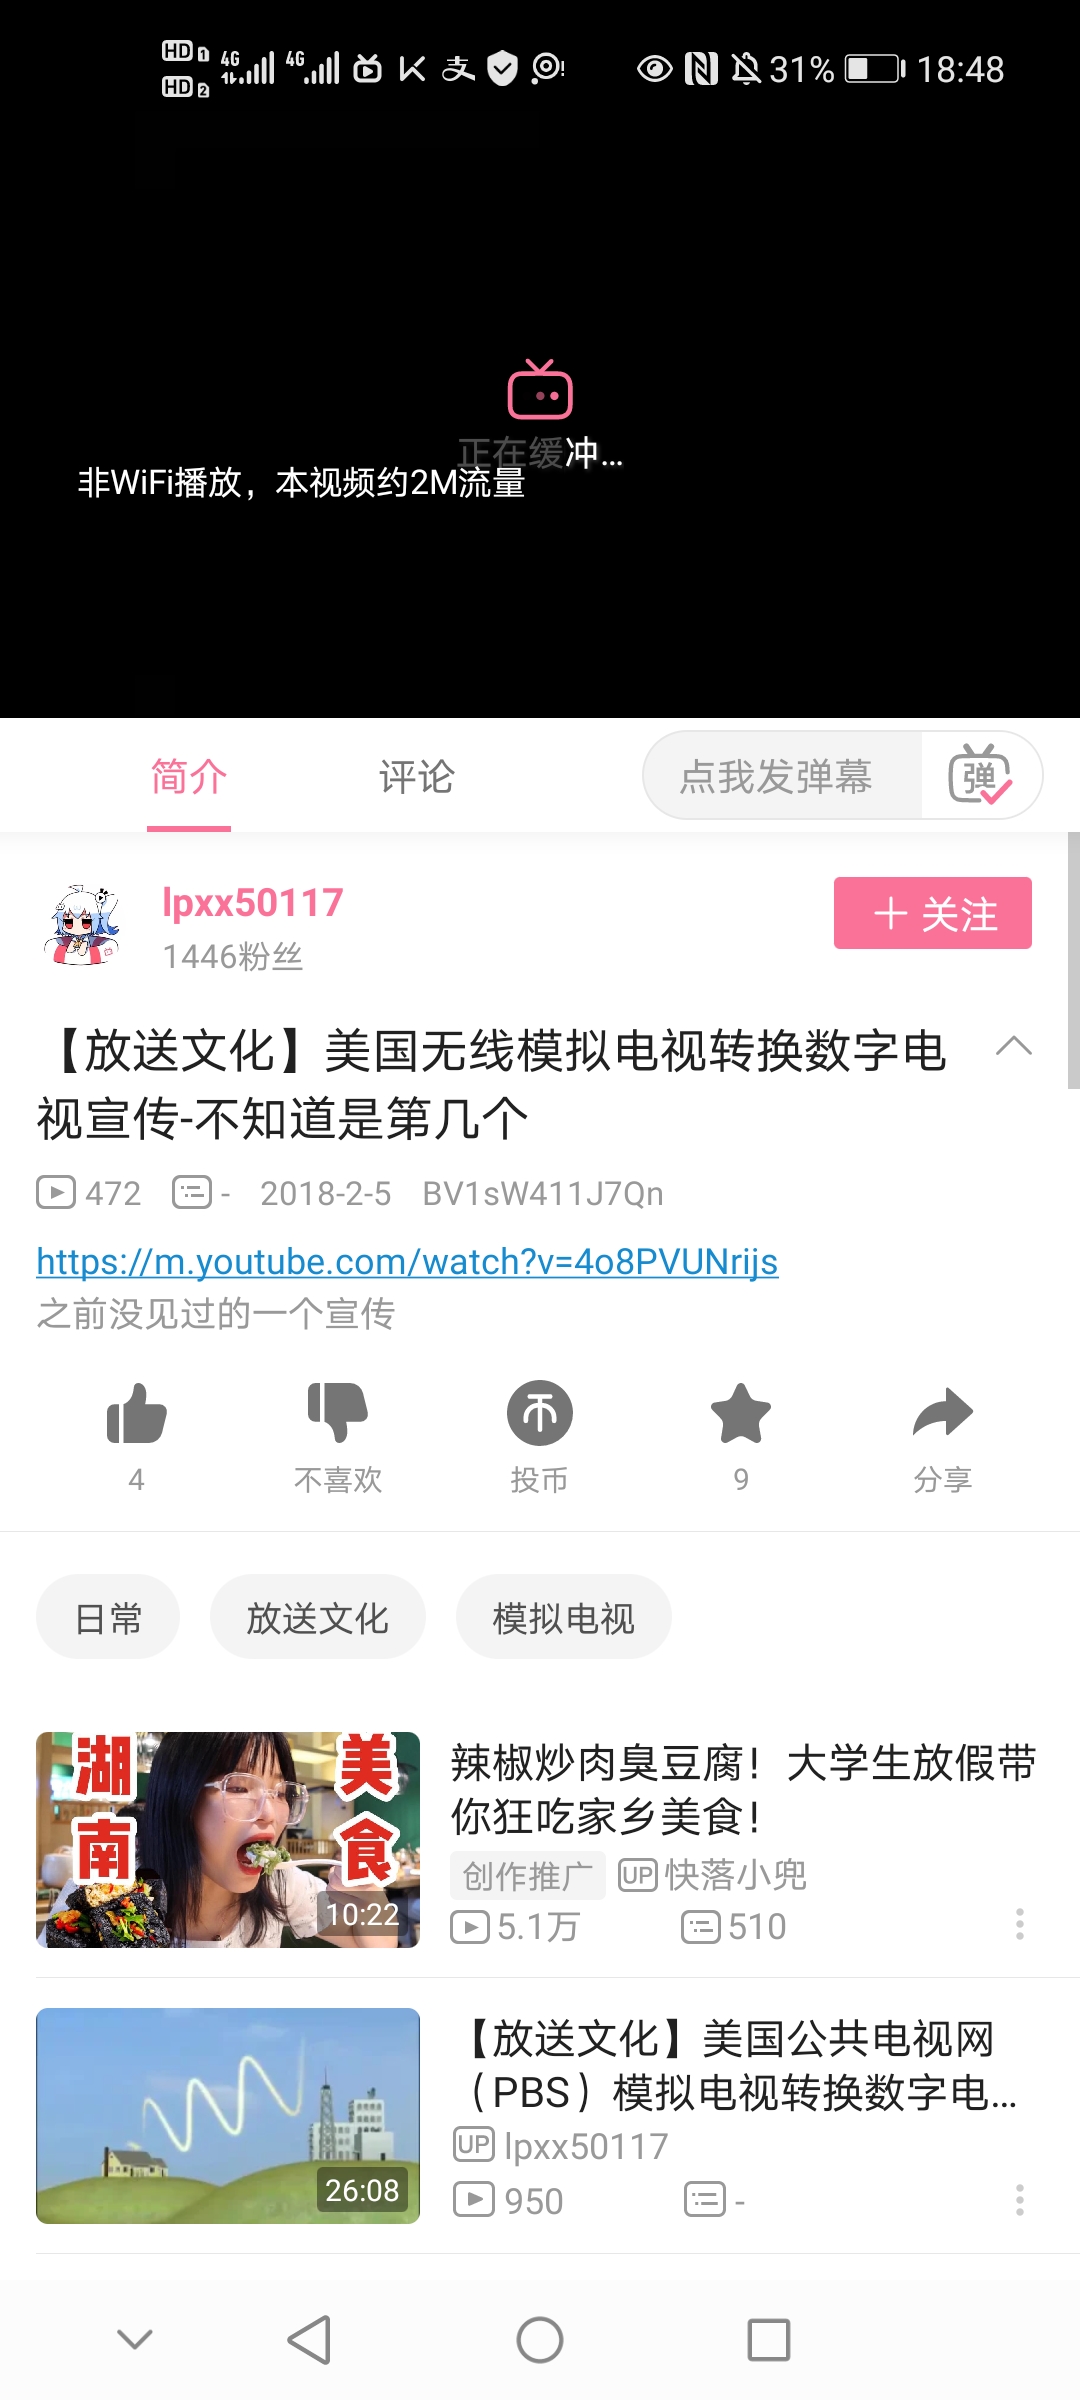 HD 1 4G 4G 支 31% 18:48
HD 2
正在缓冲...
非WiFi播放，本视频约2M流量
简介 评论 点我发弹幕 弹
lpxx50117
1446粉丝
+ 关注
【放送文化】美国无线模拟电视转换数字电
视宣传-不知道是第几个
472 - 2018-2-5 BV1sW411J7Qn
https://m.youtube.com/watch?v=4o8PVUNrijs
之前没见过的一个宣传
4 不喜欢 投币 9 分享
日常 放送文化 模拟电视
湖南 美食
10:22
辣椒炒肉臭豆腐！大学生放假带
你狂吃家乡美食！
创作推广 UP 快落小兜
5.1万 510
26:08
【放送文化】美国公共电视网
（PBS）模拟电视转换数字电...
UP lpxx50117
950 -